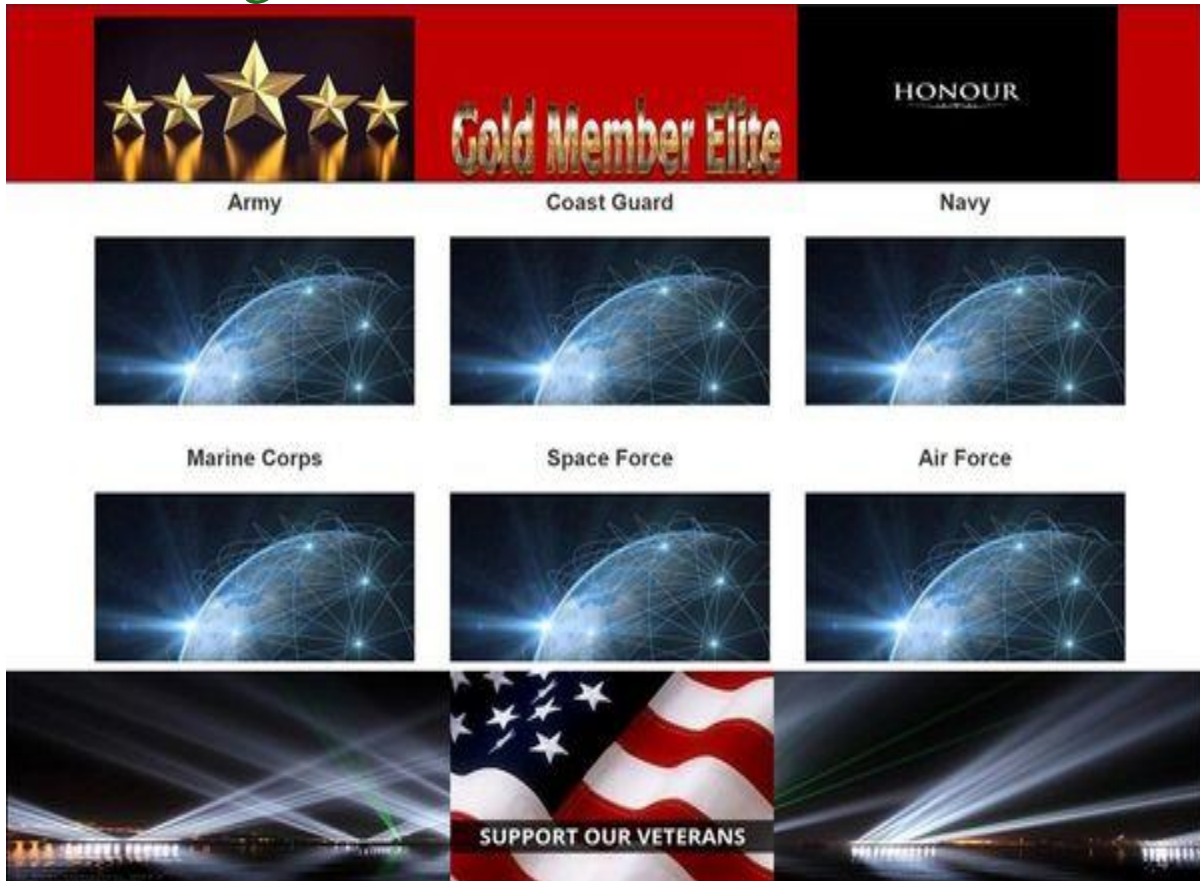 HONOUR
Gold Member Elite
Army
Coast Guard
Navy
Marine Corps
Space Force
Air Force
SUPPORT OUR VETERANS